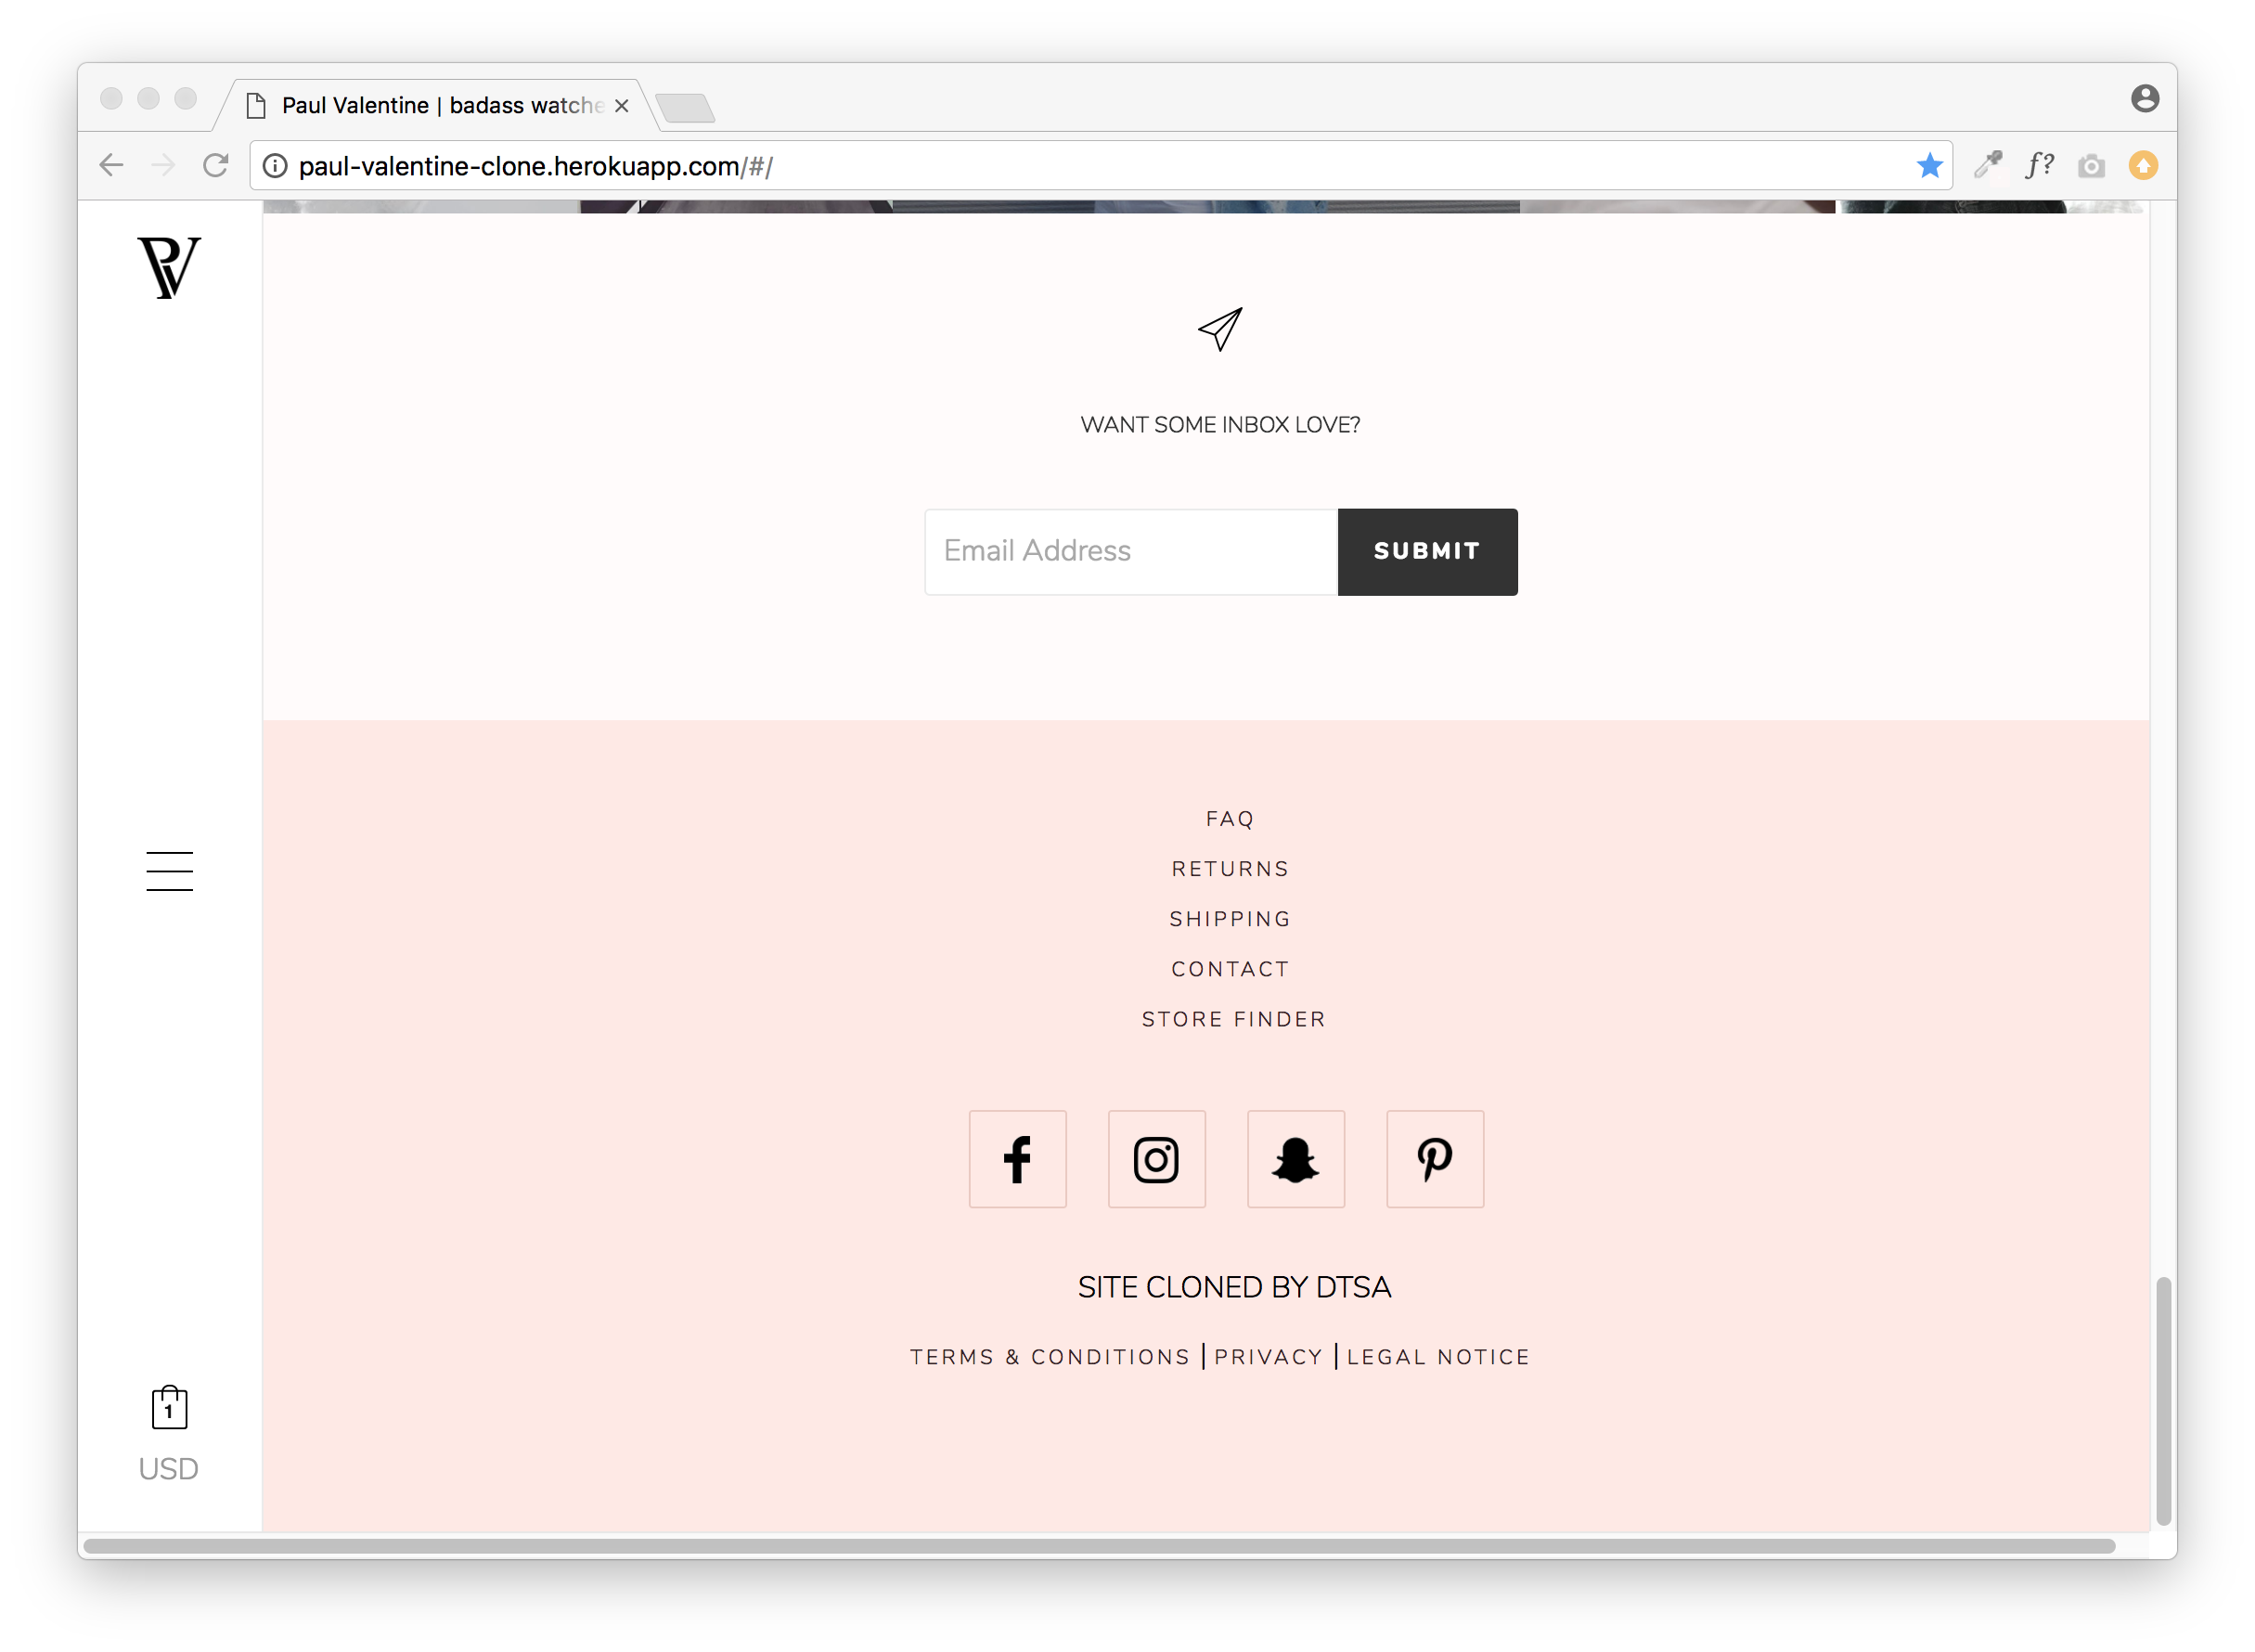 Paul Valentine | badass watche
paul-valentine-clone.herokuapp.com/#/
f?
PV
WANT SOME INBOX LOVE?
Email Address
SUBMIT
FAQ
RETURNS
SHIPPING
CONTACT
STORE FINDER
SITE CLONED BY DTSA
TERMS & CONDITIONS | PRIVACY | LEGAL NOTICE
1
USD